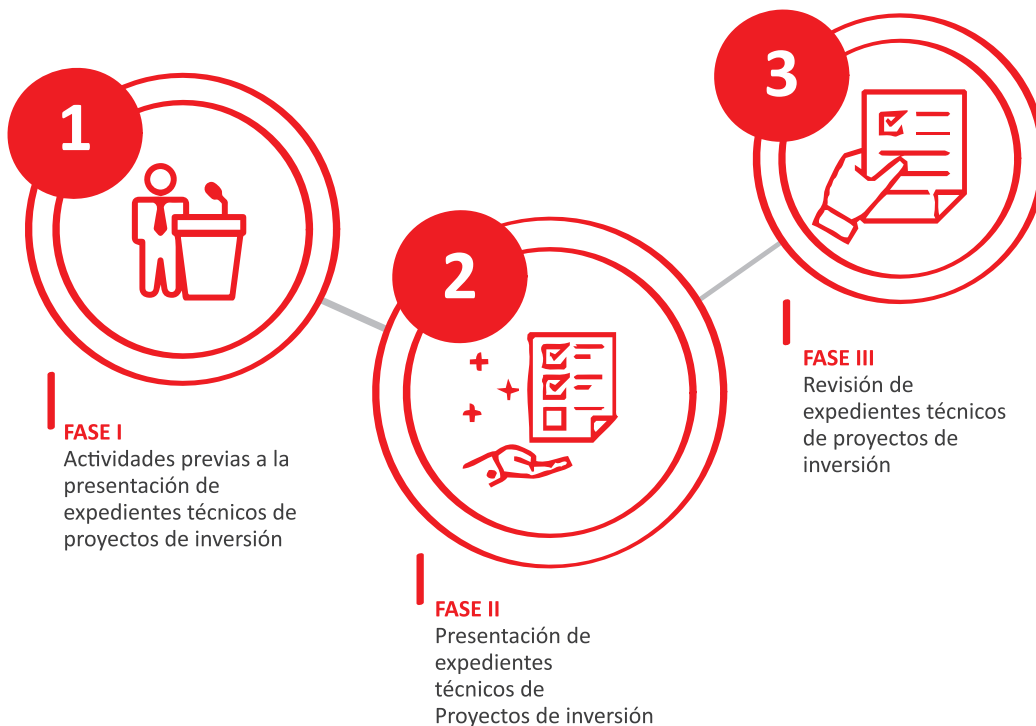 1
FASE I
Actividades previas a la
presentación de
expedientes técnicos de
proyectos de inversión
2
FASE II
Presentación de
expedientes
técnicos de
Proyectos de inversión
3
FASE III
Revisión de
expedientes técnicos
de proyectos de
inversión